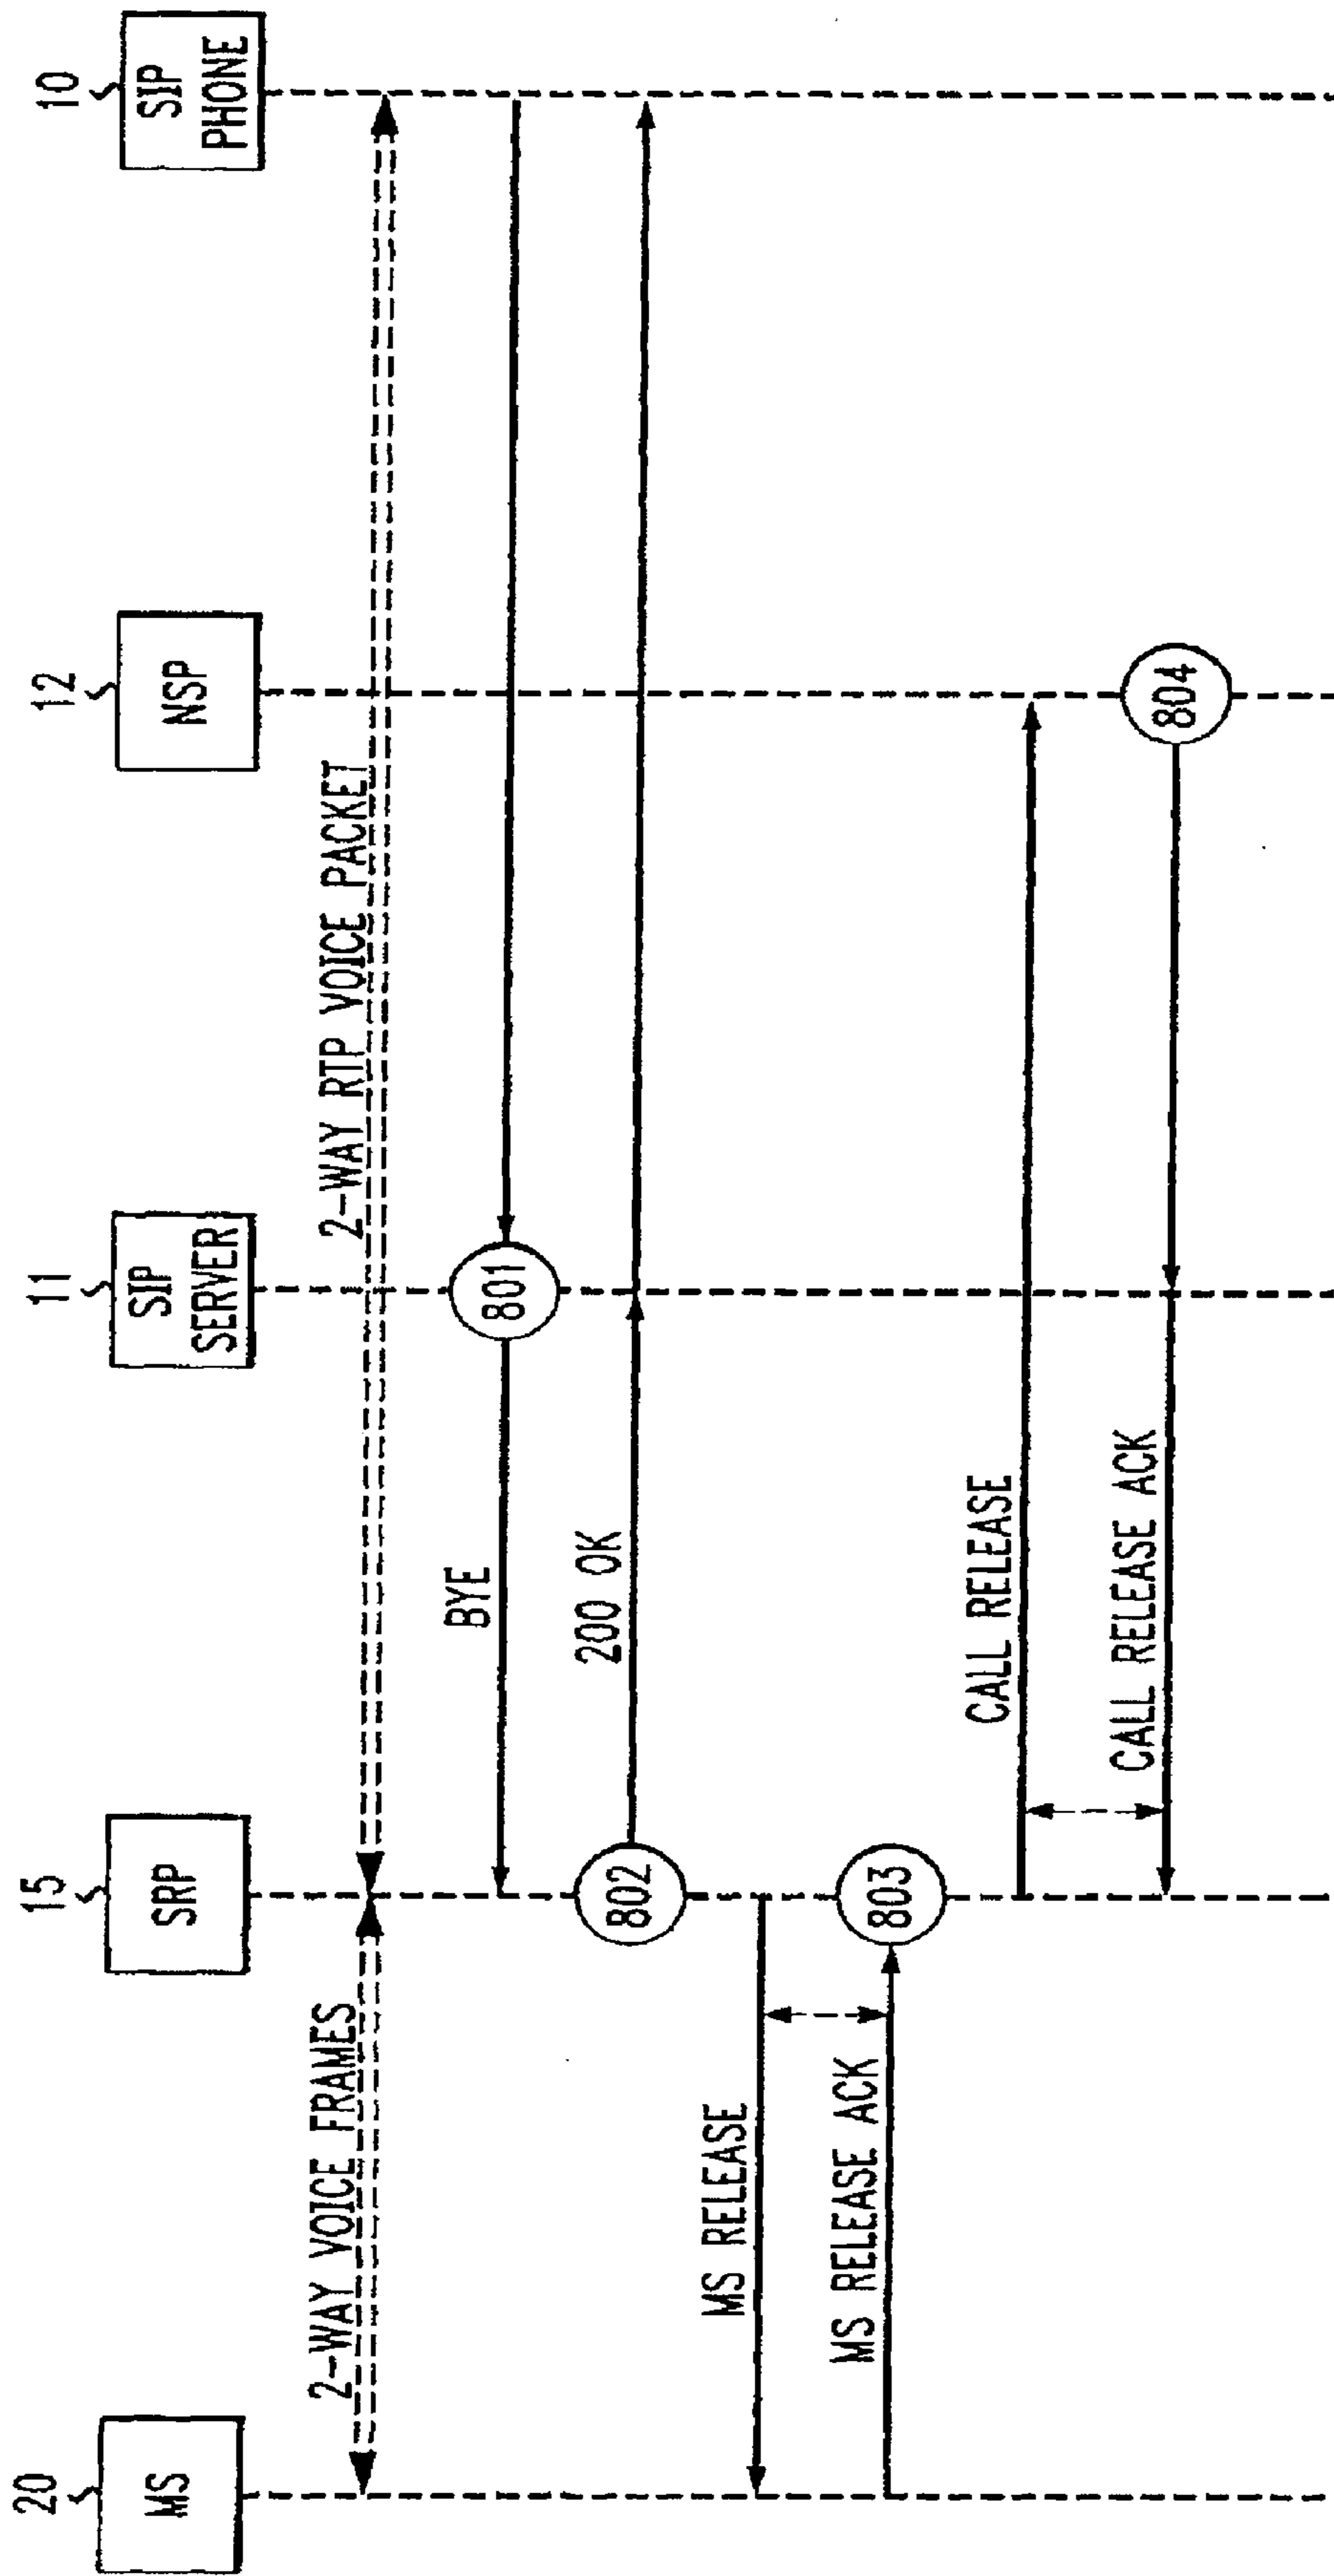 20
MS
15
SRP
11
SIP
SERVER
12
NSP
10
SIP
PHONE
2-WAY VOICE FRAMES
2-WAY RTP VOICE PACKET
BYE
801
200 OK
802
MS RELEASE
MS RELEASE ACK
803
CALL RELEASE
CALL RELEASE ACK
804